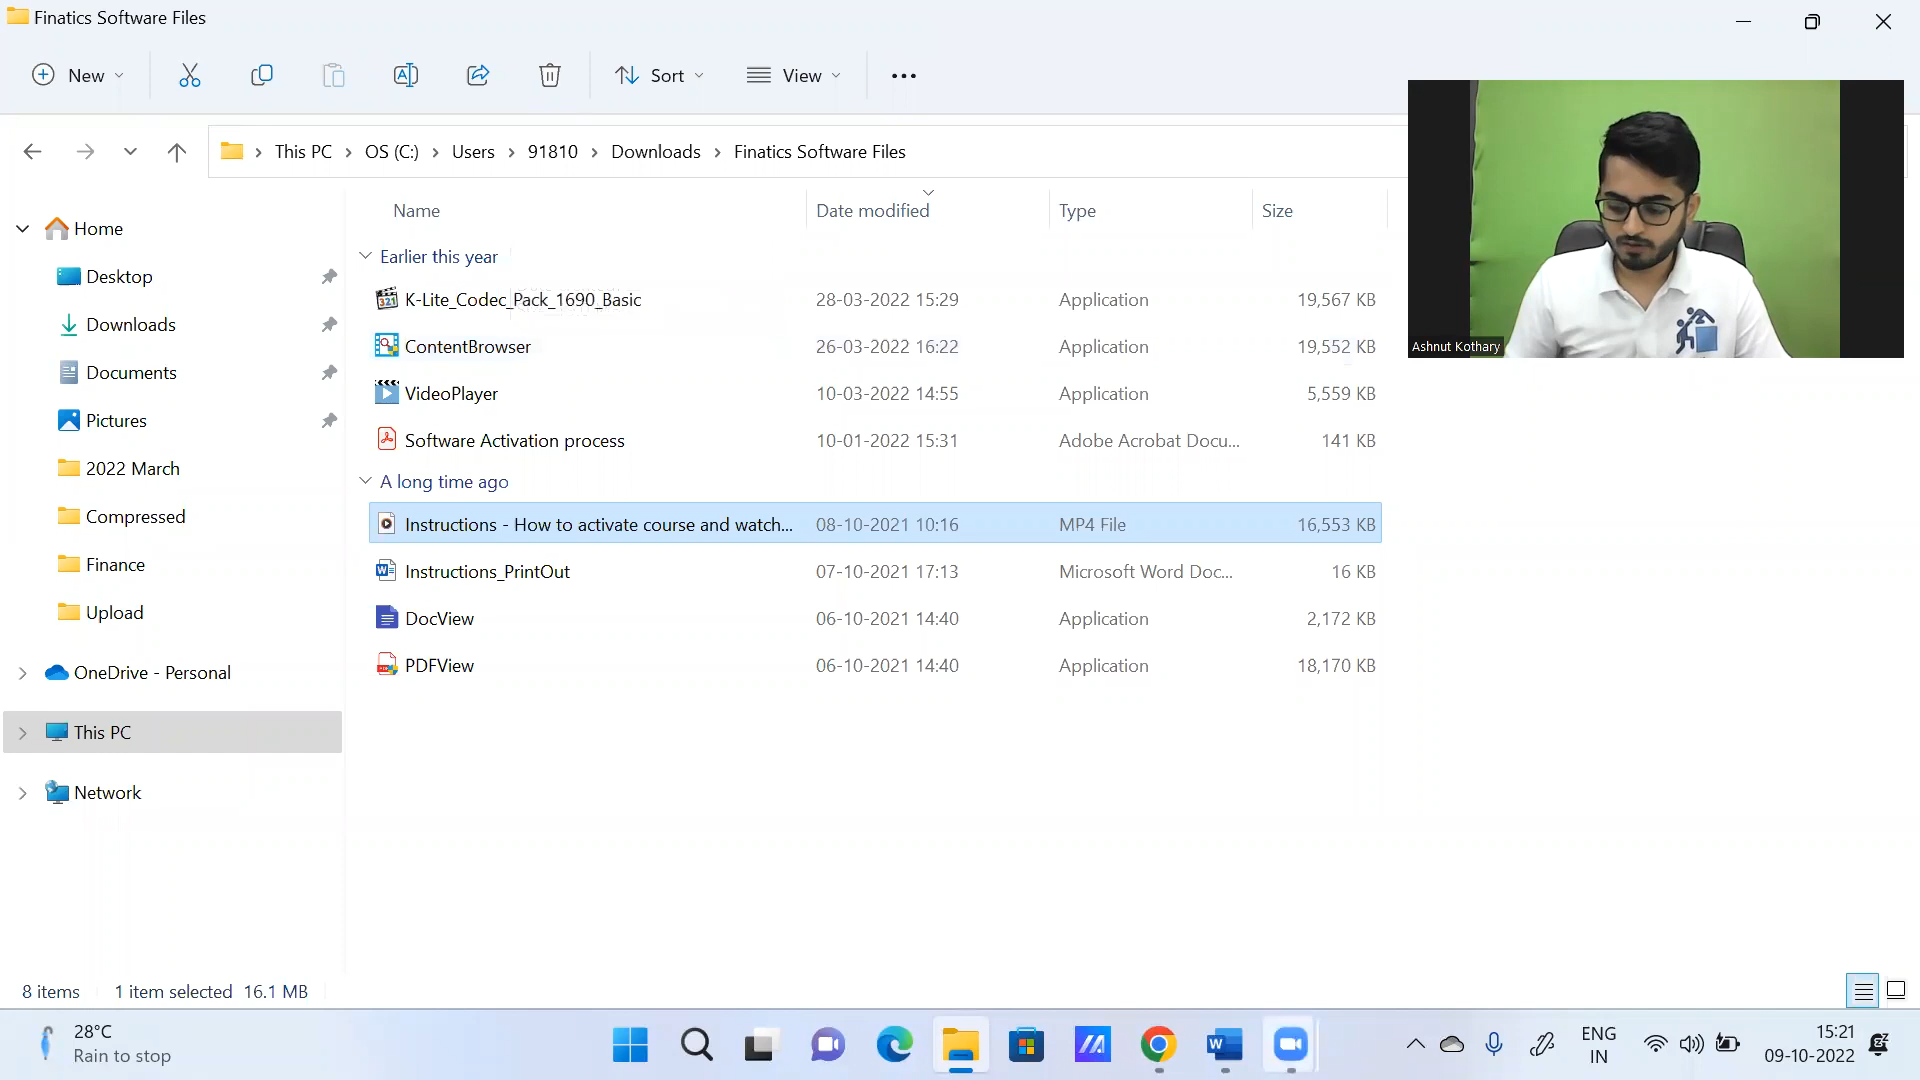 Finatics Software Files
New
Sort
View
This PC > OS (C:) > Users > 91810 > Downloads > Finatics Software Files
Name Date modified Type Size
Home
Desktop
Downloads
Documents
Pictures
2022 March
Compressed
Finance
Upload
OneDrive - Personal
This PC
Network
Earlier this year
K-Lite_Codec_Pack_1690_Basic 28-03-2022 15:29 Application 19,567 KB
ContentBrowser 26-03-2022 16:22 Application 19,552 KB
VideoPlayer 10-03-2022 14:55 Application 5,559 KB
Software Activation process 10-01-2022 15:31 Adobe Acrobat Docu... 141 KB
A long time ago
Instructions - How to activate course and watch... 08-10-2021 10:16 MP4 File 16,553 KB
Instructions_PrintOut 07-10-2021 17:13 Microsoft Word Doc... 16 KB
DocView 06-10-2021 14:40 Application 2,172 KB
PDFView 06-10-2021 14:40 Application 18,170 KB
Ashnut Kothary
8 items 1 item selected 16.1 MB
28°C
Rain to stop
ENG
IN
15:21
09-10-2022